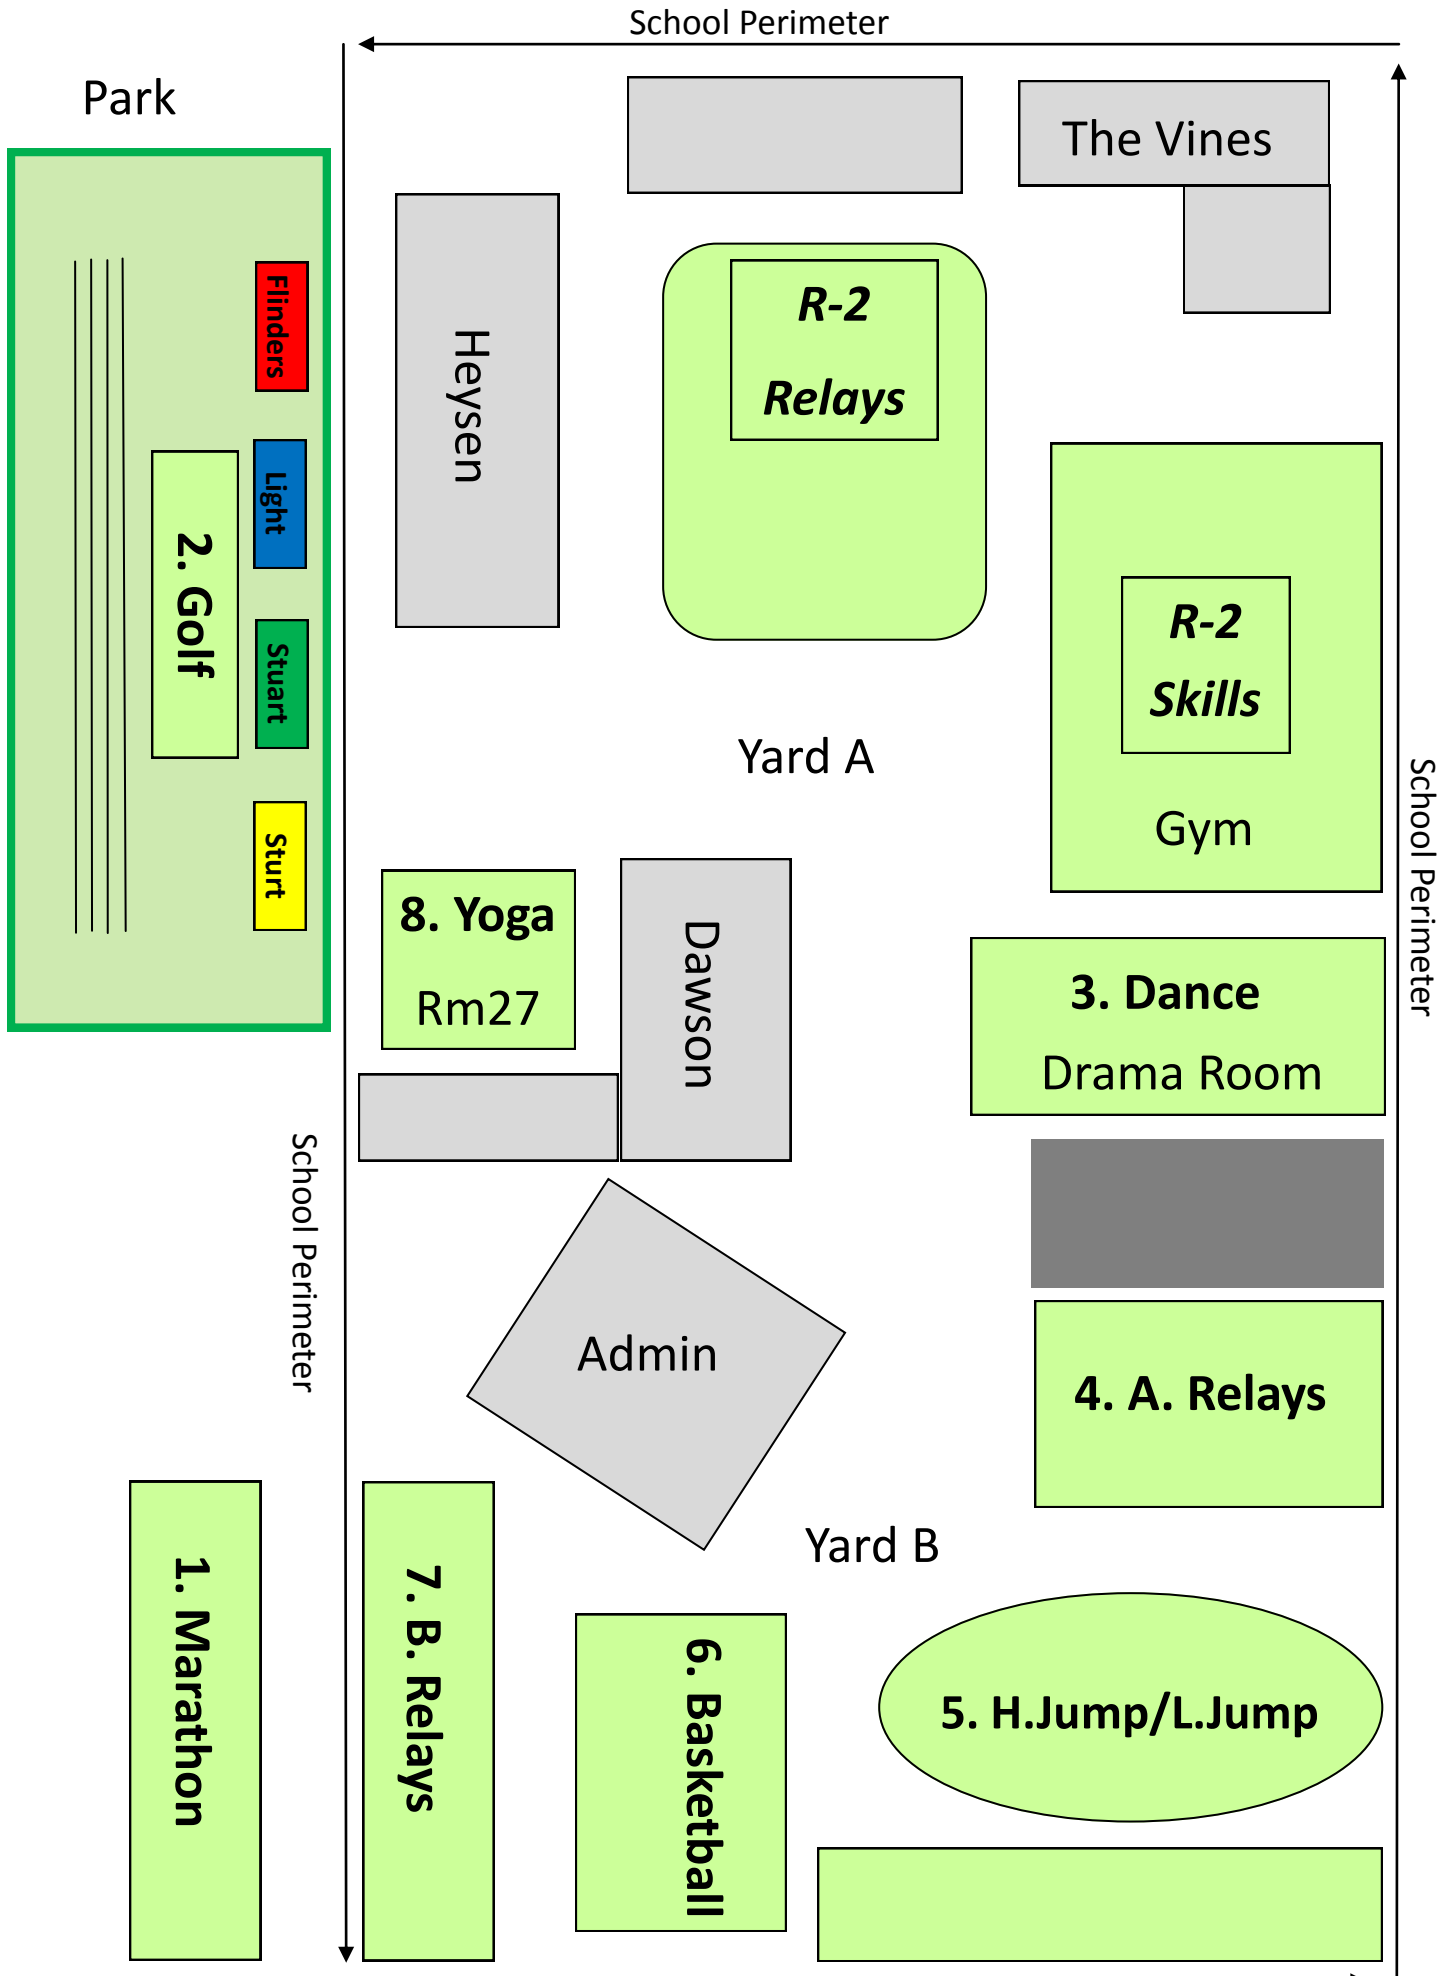 School Perimeter
Park
The Vines
Flinders
Light
Stuart
Sturt
2. Golf
Heysen
R-2
Relays
R-2
Skills
Gym
Yard A
School Perimeter
8. Yoga
Rm27
Dawson
3. Dance
Drama Room
School Perimeter
Admin
4. A. Relays
Yard B
1. Marathon
7. B. Relays
6. Basketball
5. H.Jump/L.Jump